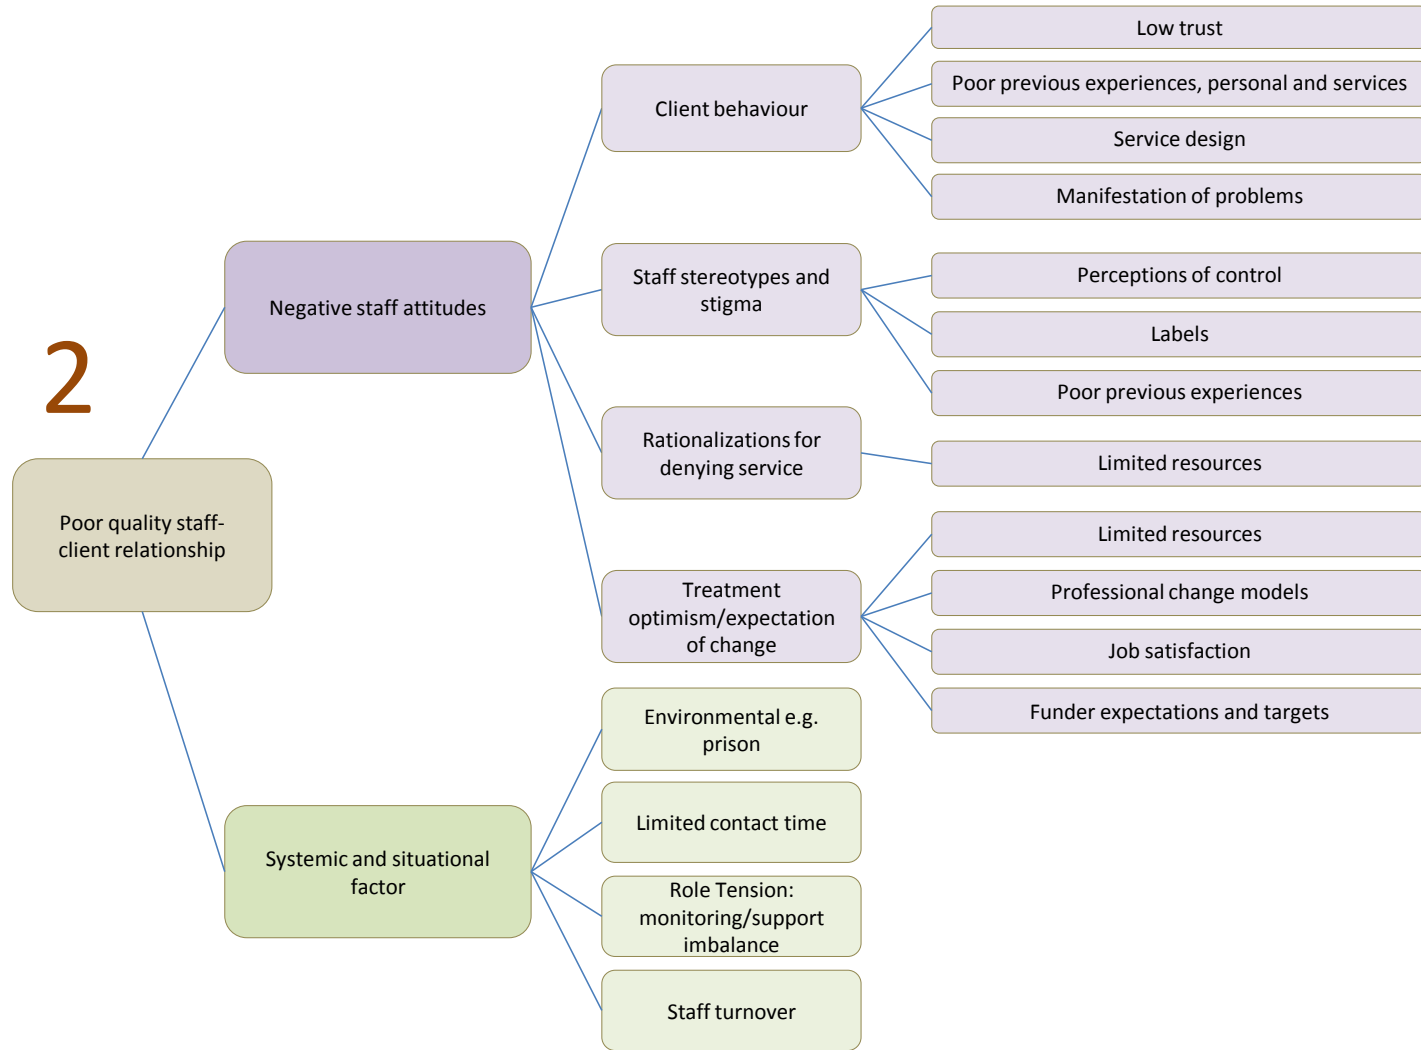 2
Poor quality staff-
client relationship
Negative staff attitudes
Client behaviour
Low trust
Poor previous experiences, personal and services
Service design
Manifestation of problems
Staff stereotypes and
stigma
Perceptions of control
Labels
Poor previous experiences
Rationalizations for
denying service
Limited resources
Treatment
optimism/expectation
of change
Limited resources
Professional change models
Job satisfaction
Funder expectations and targets
Systemic and situational
factor
Environmental e.g.
prison
Limited contact time
Role Tension:
monitoring/support
imbalance
Staff turnover